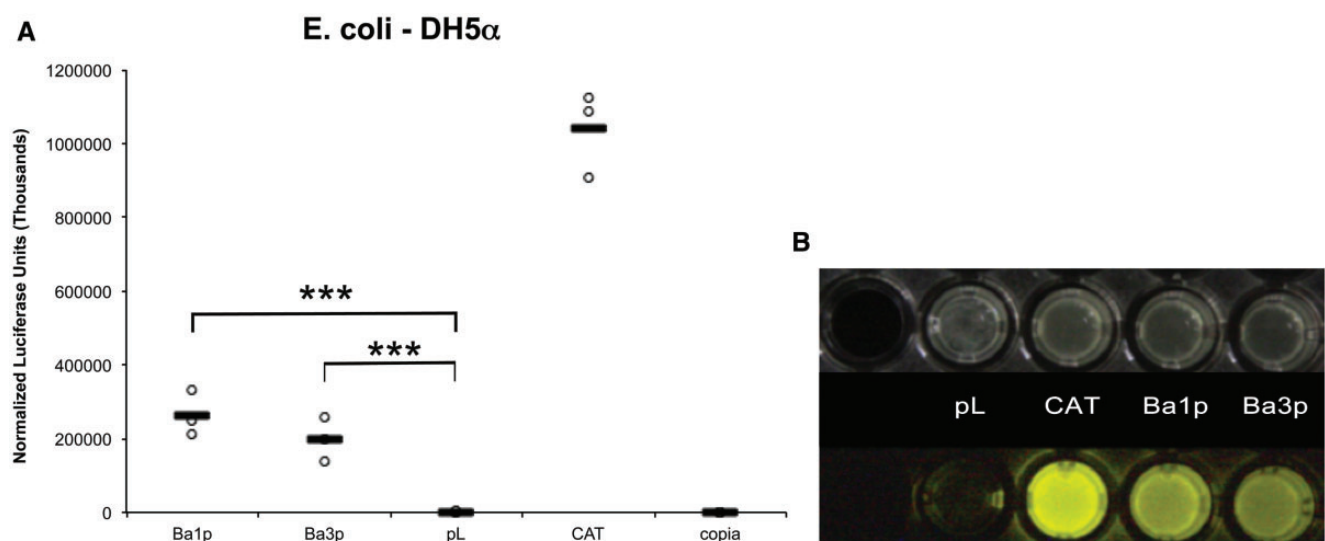 A
E. coli - DH5α
Normalized Luciferase Units (Thousands)
1200000
1000000
800000
600000
400000
200000
0
***
***
Ba1p
Ba3p
pL
CAT
copia
B
pL
CAT
Ba1p
Ba3p